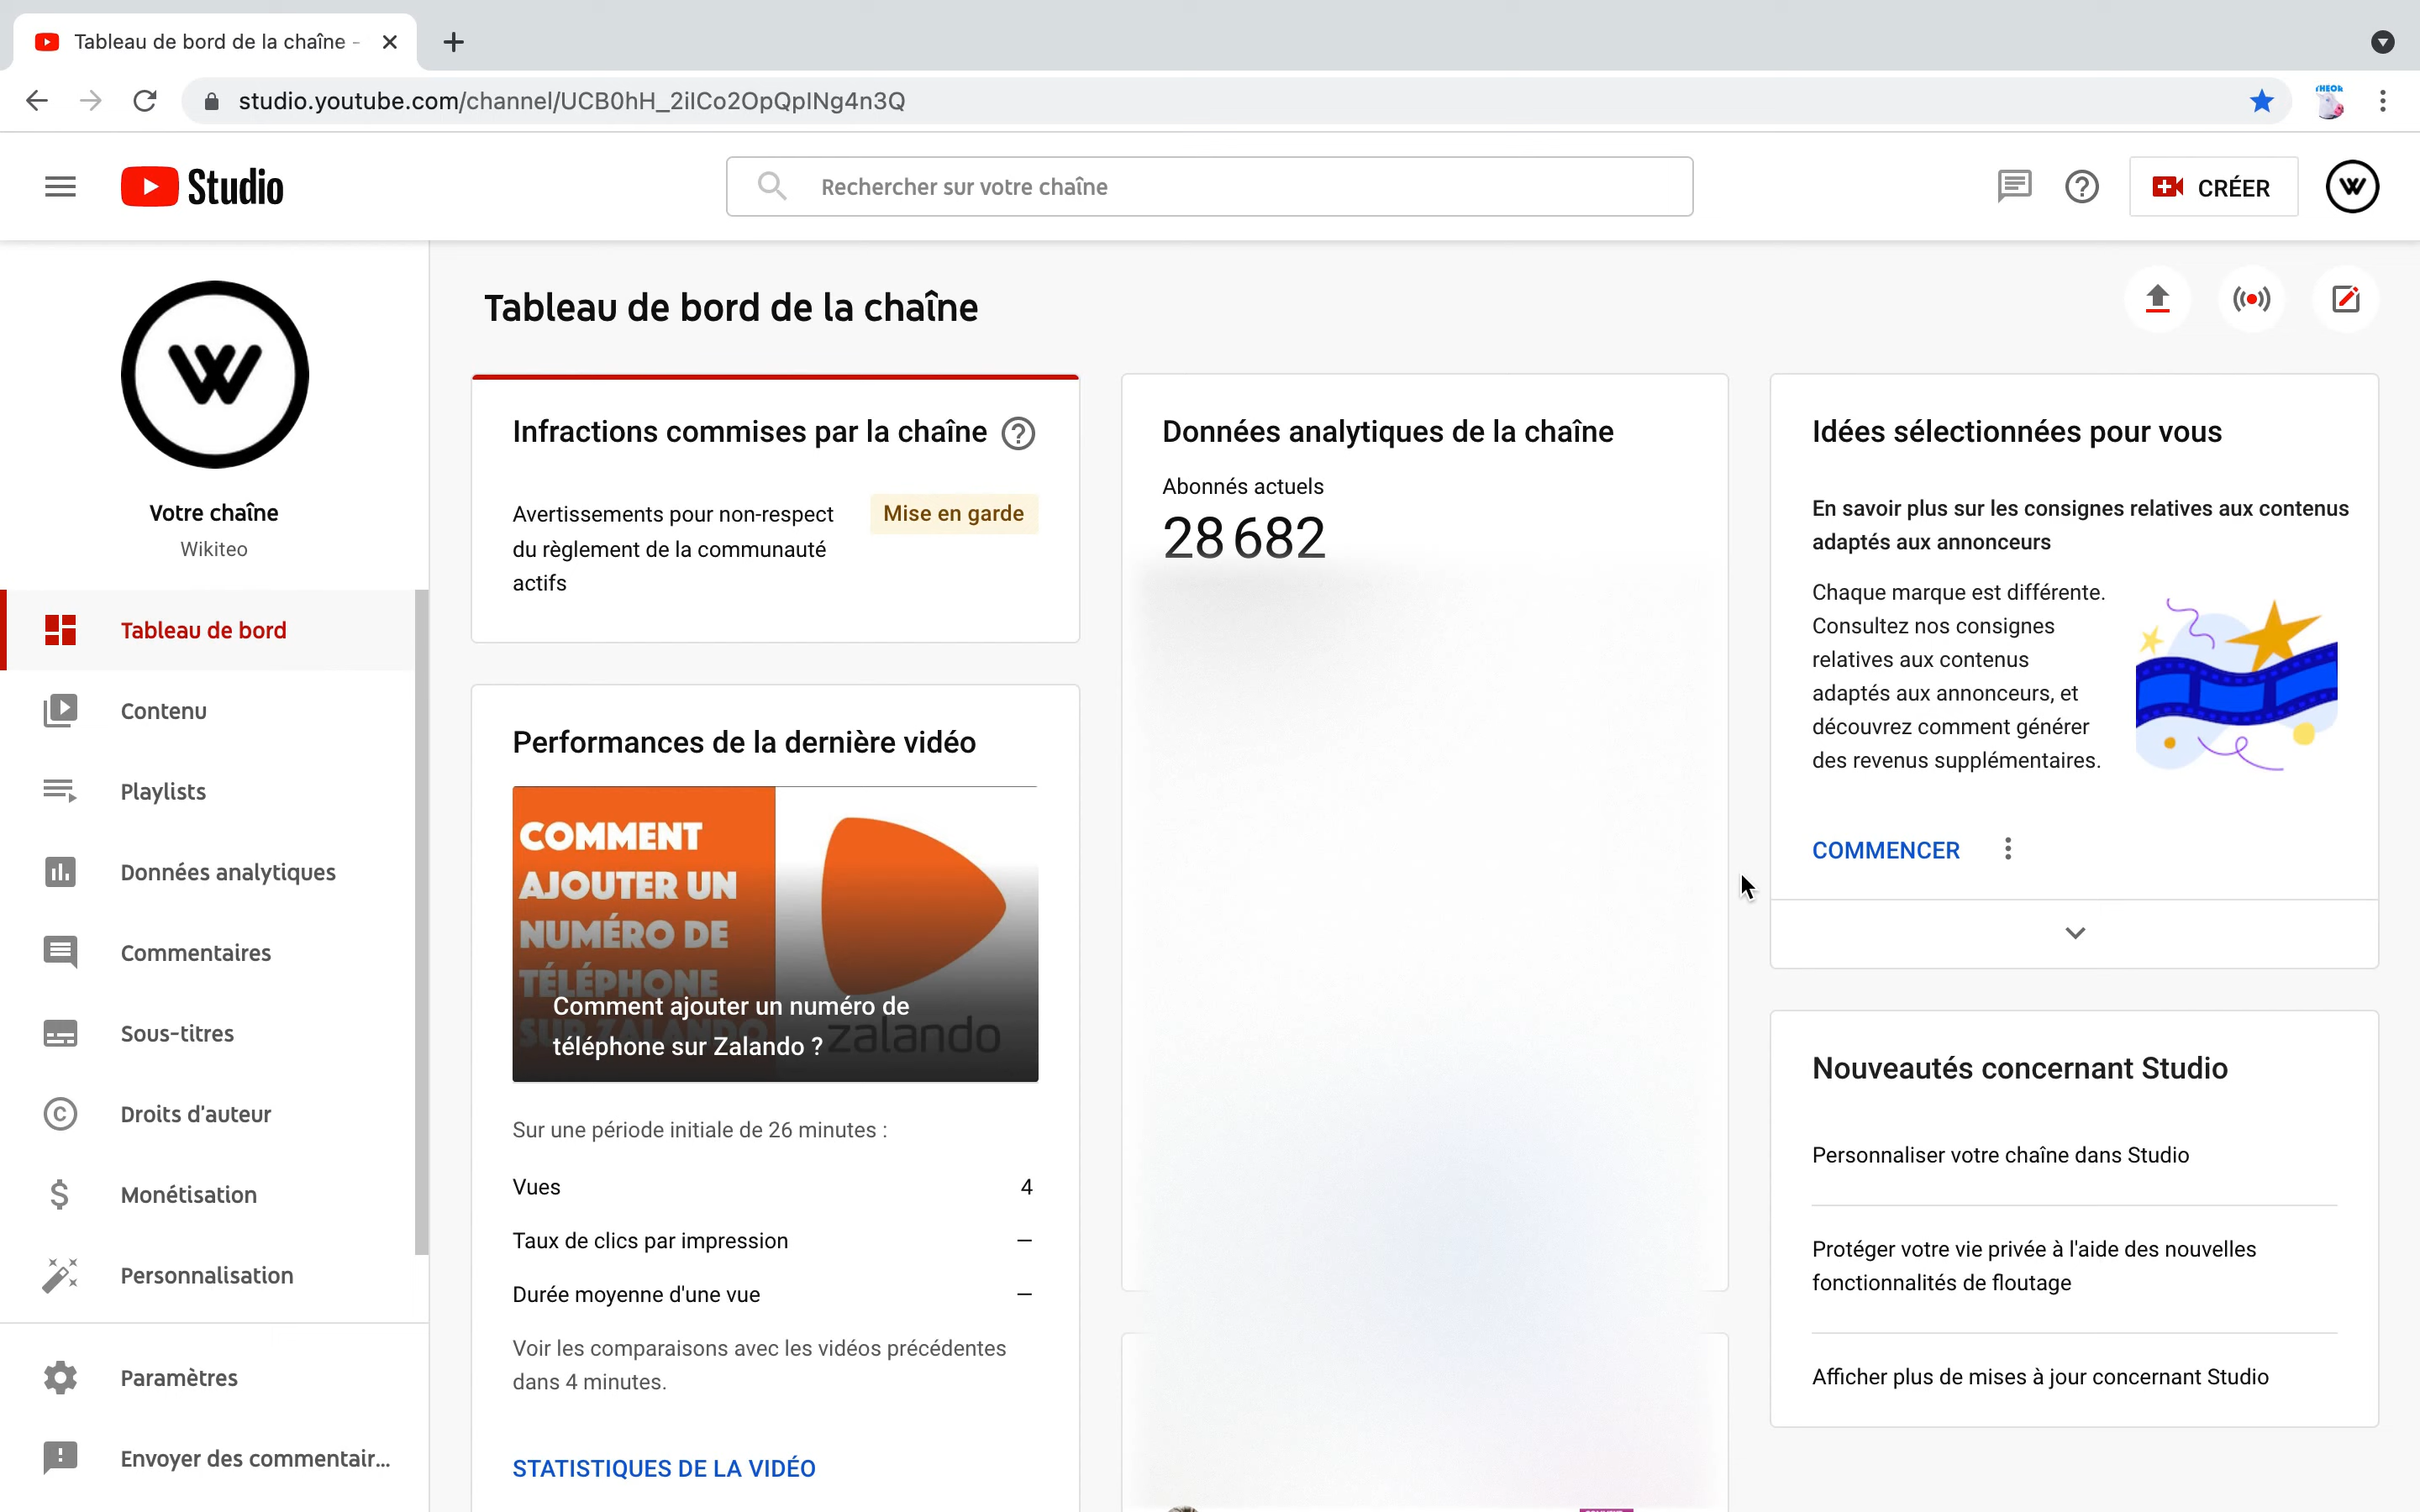 Tableau de bord de la chaîne -
studio.youtube.com/channel/UCB0hH_2ilCo2OpQpINg4n3Q
THEOR
Studio
Rechercher sur votre chaîne
CRÉER
Votre chaîne
Wikiteo
Tableau de bord
Contenu
Playlists
Données analytiques
Commentaires
Sous-titres
Droits d'auteur
Monétisation
Personnalisation
Paramètres
Envoyer des commentair...
Tableau de bord de la chaîne
Infractions commises par la chaîne
Avertissements pour non-respect
du règlement de la communauté
actifs
Mise en garde
Performances de la dernière vidéo
COMMENT
AJOUTER UN
NUMÉRO DE
TÉLÉPHONE
SUR ZALANDO
zalando
Comment ajouter un numéro de
téléphone sur Zalando ?
Sur une période initiale de 26 minutes :
Vues 4
Taux de clics par impression –
Durée moyenne d'une vue –
Voir les comparaisons avec les vidéos précédentes
dans 4 minutes.
STATISTIQUES DE LA VIDÉO
Données analytiques de la chaîne
Abonnés actuels
28 682
Idées sélectionnées pour vous
En savoir plus sur les consignes relatives aux contenus
adaptés aux annonceurs
Chaque marque est différente.
Consultez nos consignes
relatives aux contenus
adaptés aux annonceurs, et
découvrez comment générer
des revenus supplémentaires.
COMMENCER
Nouveautés concernant Studio
Personnaliser votre chaîne dans Studio
Protéger votre vie privée à l'aide des nouvelles
fonctionnalités de floutage
Afficher plus de mises à jour concernant Studio